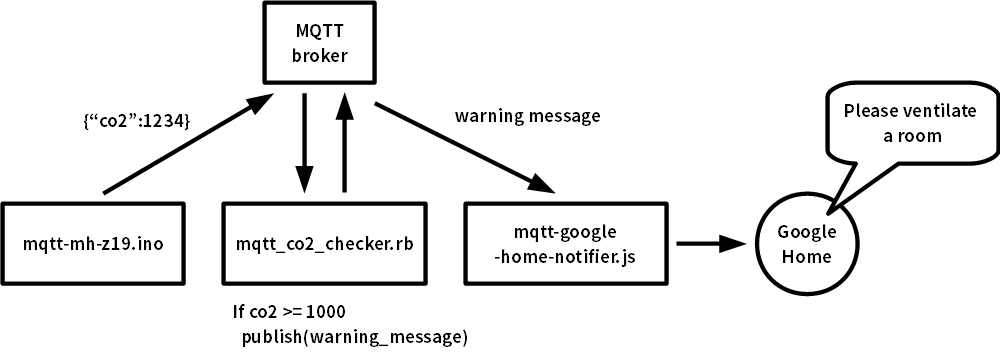 MQTT
broker
{“co2”:1234}
warning message
Please ventilate
a room
mqtt-mh-z19.ino
mqtt_co2_checker.rb
mqtt-google
-home-notifier.js
Google
Home
If co2 >= 1000
publish(warning_message)